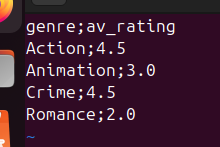 genre;av_rating
Action;4.5
Animation;3.0
Crime;4.5
Romance;2.0
~